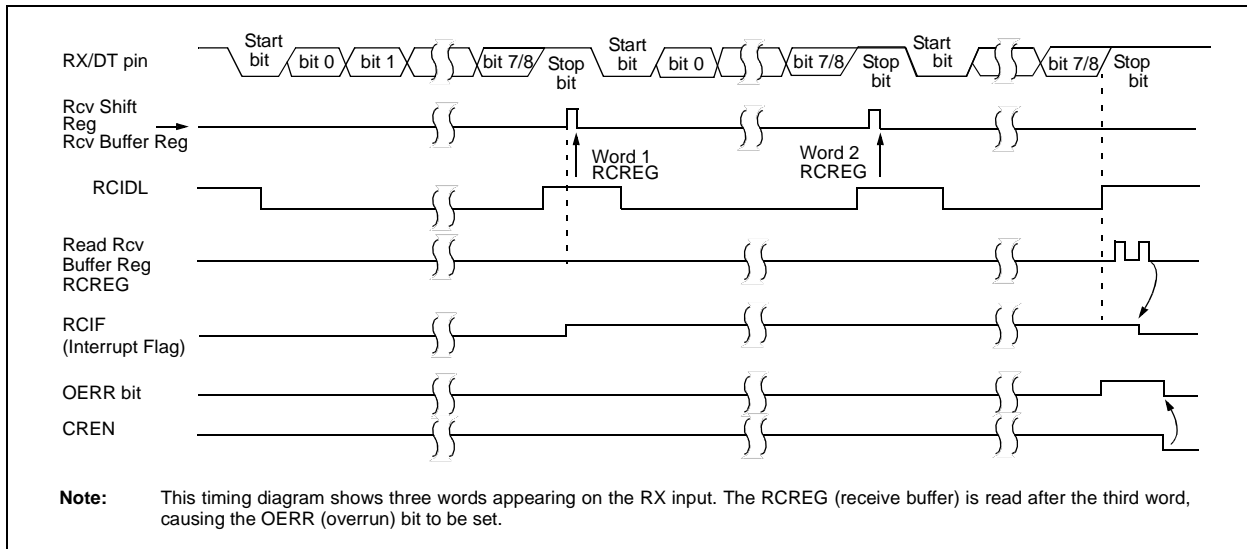 Start
bit
bit 0
bit 1
bit 7/8
Stop
bit
Start
bit
bit 0
bit 7/8
Stop
bit
Start
bit
bit 7/8
Stop
bit
RX/DT pin
Rcv Shift
Reg
Rcv Buffer Reg
Word 1
RCREG
Word 2
RCREG
RCIDL
Read Rcv
Buffer Reg
RCREG
RCIF
(Interrupt Flag)
OERR bit
CREN
Note: This timing diagram shows three words appearing on the RX input. The RCREG (receive buffer) is read after the third word,
causing the OERR (overrun) bit to be set.